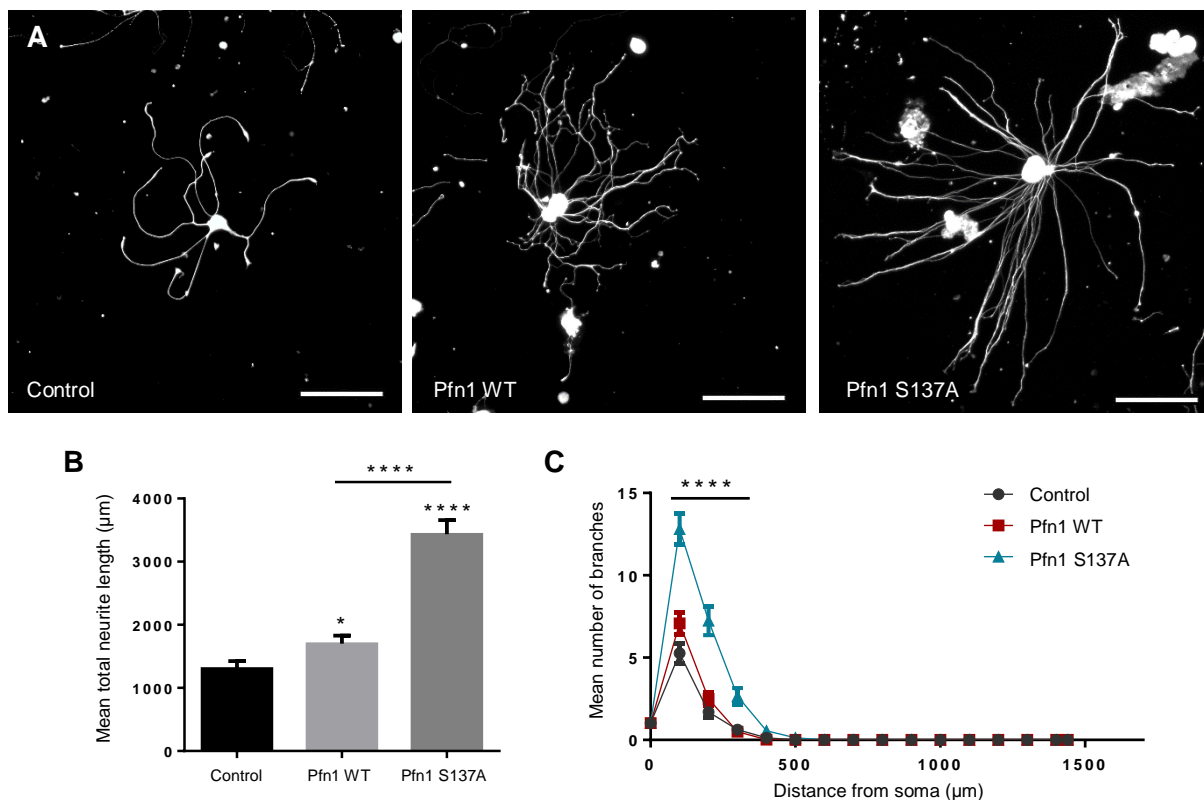 A
Control
Pfn1 WT
Pfn1 S137A
B
****
****
*
Mean total neurite length (µm)
4000
3000
2000
1000
0
Control
Pfn1 WT
Pfn1 S137A
C
****
Control
Pfn1 WT
Pfn1 S137A
Mean number of branches
15
10
5
0
0
500
1000
1500
Distance from soma (µm)